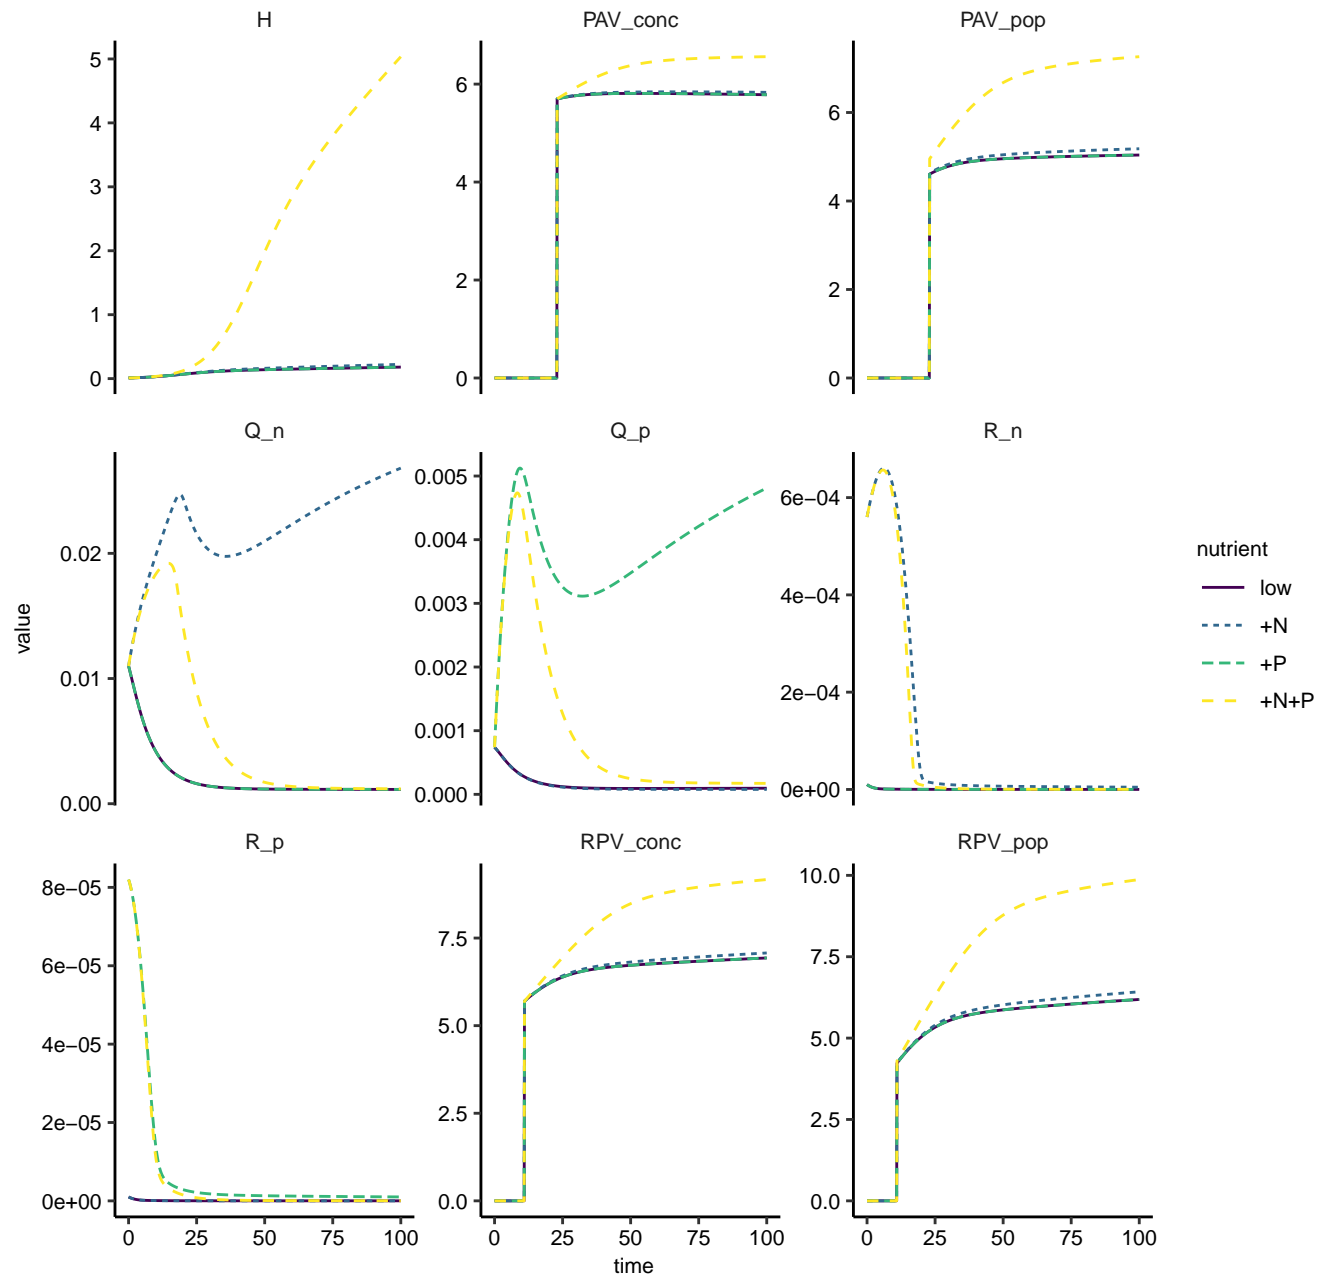 H
PAV_conc
PAV_pop
5
4
3
2
1
0
6
4
2
0
6
4
2
0
Q_n
Q_p
R_n
value
0.02
0.01
0.00
0.005
0.004
0.003
0.002
0.001
0.000
6e−04
4e−04
2e−04
0e+00
nutrient
low
+N
+P
+N+P
R_p
RPV_conc
RPV_pop
8e−05
6e−05
4e−05
2e−05
0e+00
7.5
5.0
2.5
0.0
10.0
7.5
5.0
2.5
0.0
0 25 50 75 100
0 25 50 75 100
0 25 50 75 100
time